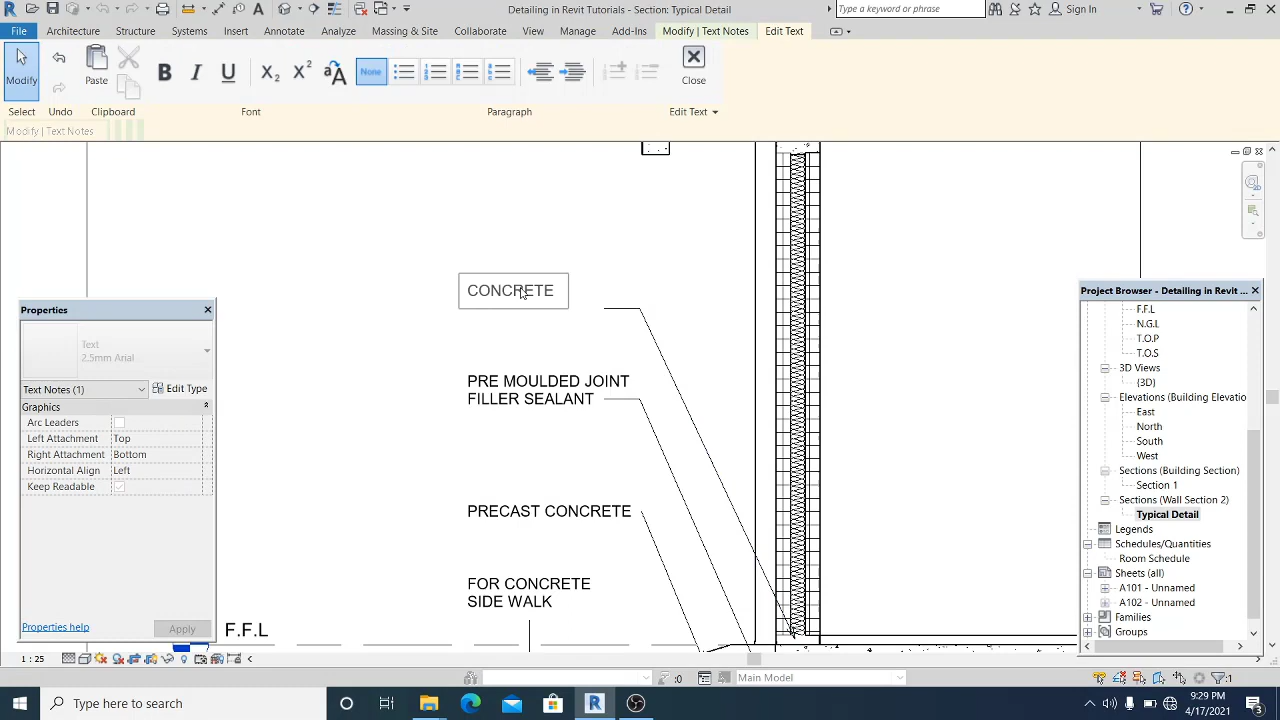 Detailing in Revit Tutorials - Section: Typical Detail
Type a keyword or phrase
Sign In
File
Architecture
Structure
Systems
Insert
Annotate
Analyze
Massing & Site
Collaborate
View
Manage
Add-Ins
Modify | Text Notes
Edit Text
Modify
Paste
None
Close
Select
Undo
Clipboard
Font
Paragraph
Edit Text
Modify | Text Notes
CONCRETE
PRE MOULDED JOINT
FILLER SEALANT
PRECAST CONCRETE
FOR CONCRETE
SIDE WALK
F.F.L
Properties
Text
2.5mm Arial
Text Notes (1)
Edit Type
Graphics
Arc Leaders
Left Attachment
Top
Right Attachment
Bottom
Horizontal Align
Left
Keep Readable
Properties help
Apply
Project Browser - Detailing in Revit ...
F.F.L
N.G.L
T.O.P
T.O.S
3D Views
{3D}
Elevations (Building Elevatio
East
North
South
West
Sections (Building Section)
Section 1
Sections (Wall Section 2)
Typical Detail
Legends
Schedules/Quantities
Room Schedule
Sheets (all)
A101 - Unnamed
A102 - Unnamed
Families
Groups
1 : 25
:0
Main Model
:1
Type here to search
9:29 PM
4/17/2021